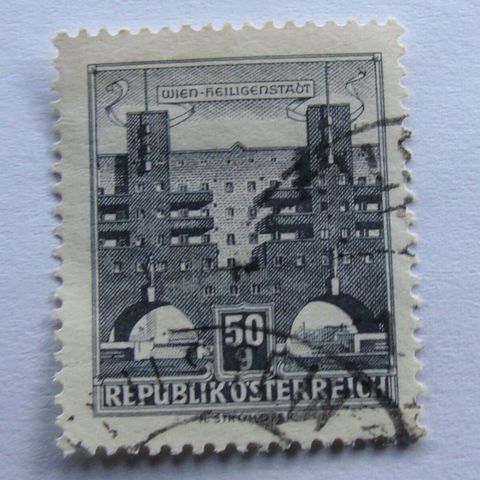 WIEN-HEILIGENSTADT
50
g
REPUBLIK ÖSTERREICH